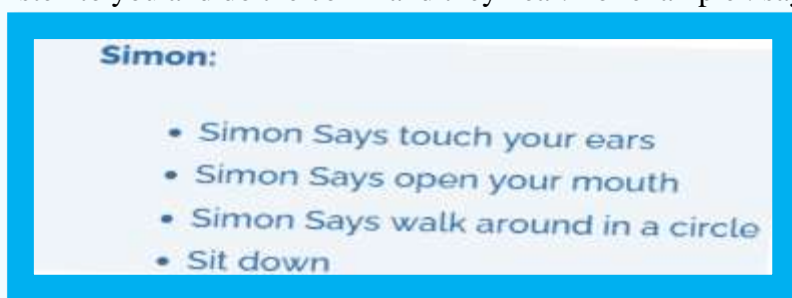 Simon:
• Simon Says touch your ears
• Simon Says open your mouth
• Simon Says walk around in a circle
• Sit down